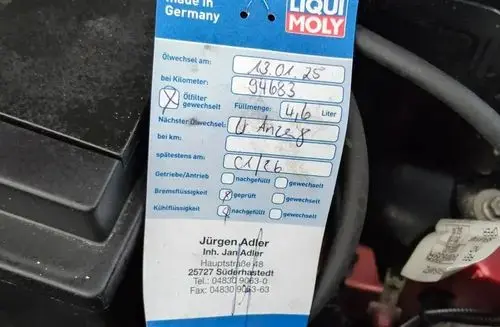 made in
Germany
LIQUI
MOLY
Ölwechsel am: 13.01.25
bei Kilometer: 94683
Ölfilter gewechselt X Füllmenge: 4,6 Liter
Nächster Ölwechsel: U Anzeig
bei km:
spätestens am: 01/26
Getriebe/Antrieb nachgefüllt gewechselt
Bremsflüssigkeit X geprüft gewechselt
Kühlflüssigkeit nachgefüllt gewechselt
Jürgen Adler
Inh. Jan Adler
Hauptstraße 48
25727 Süderhastedt
Tel.: 04830 9063-0
Fax: 04830 9063-63